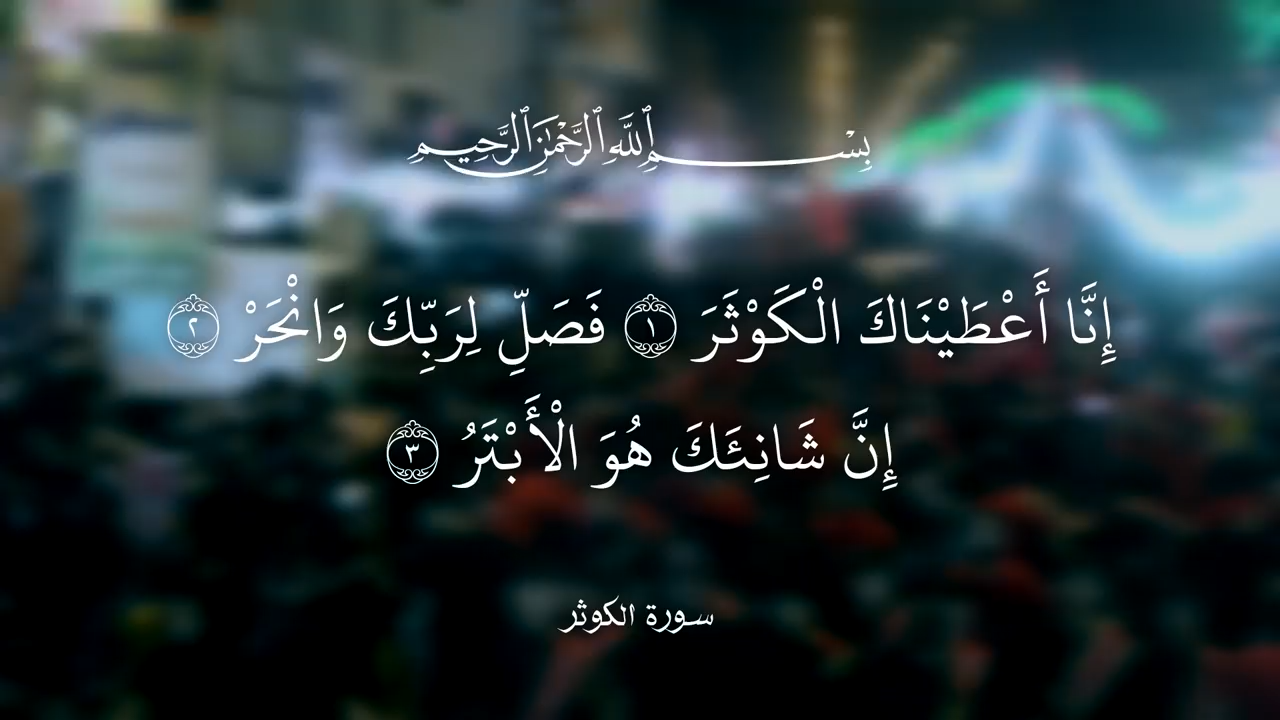 بِسْمِ ٱللَّهِ ٱلرَّحْمَٰنِ ٱلرَّحِيمِ
إِنَّا أَعْطَيْنَاكَ الْكَوْثَرَ ١ فَصَلِّ لِرَبِّكَ وَانْحَرْ ٢
إِنَّ شَانِئَكَ هُوَ الْأَبْتَرُ ٣
سورة الكوثر